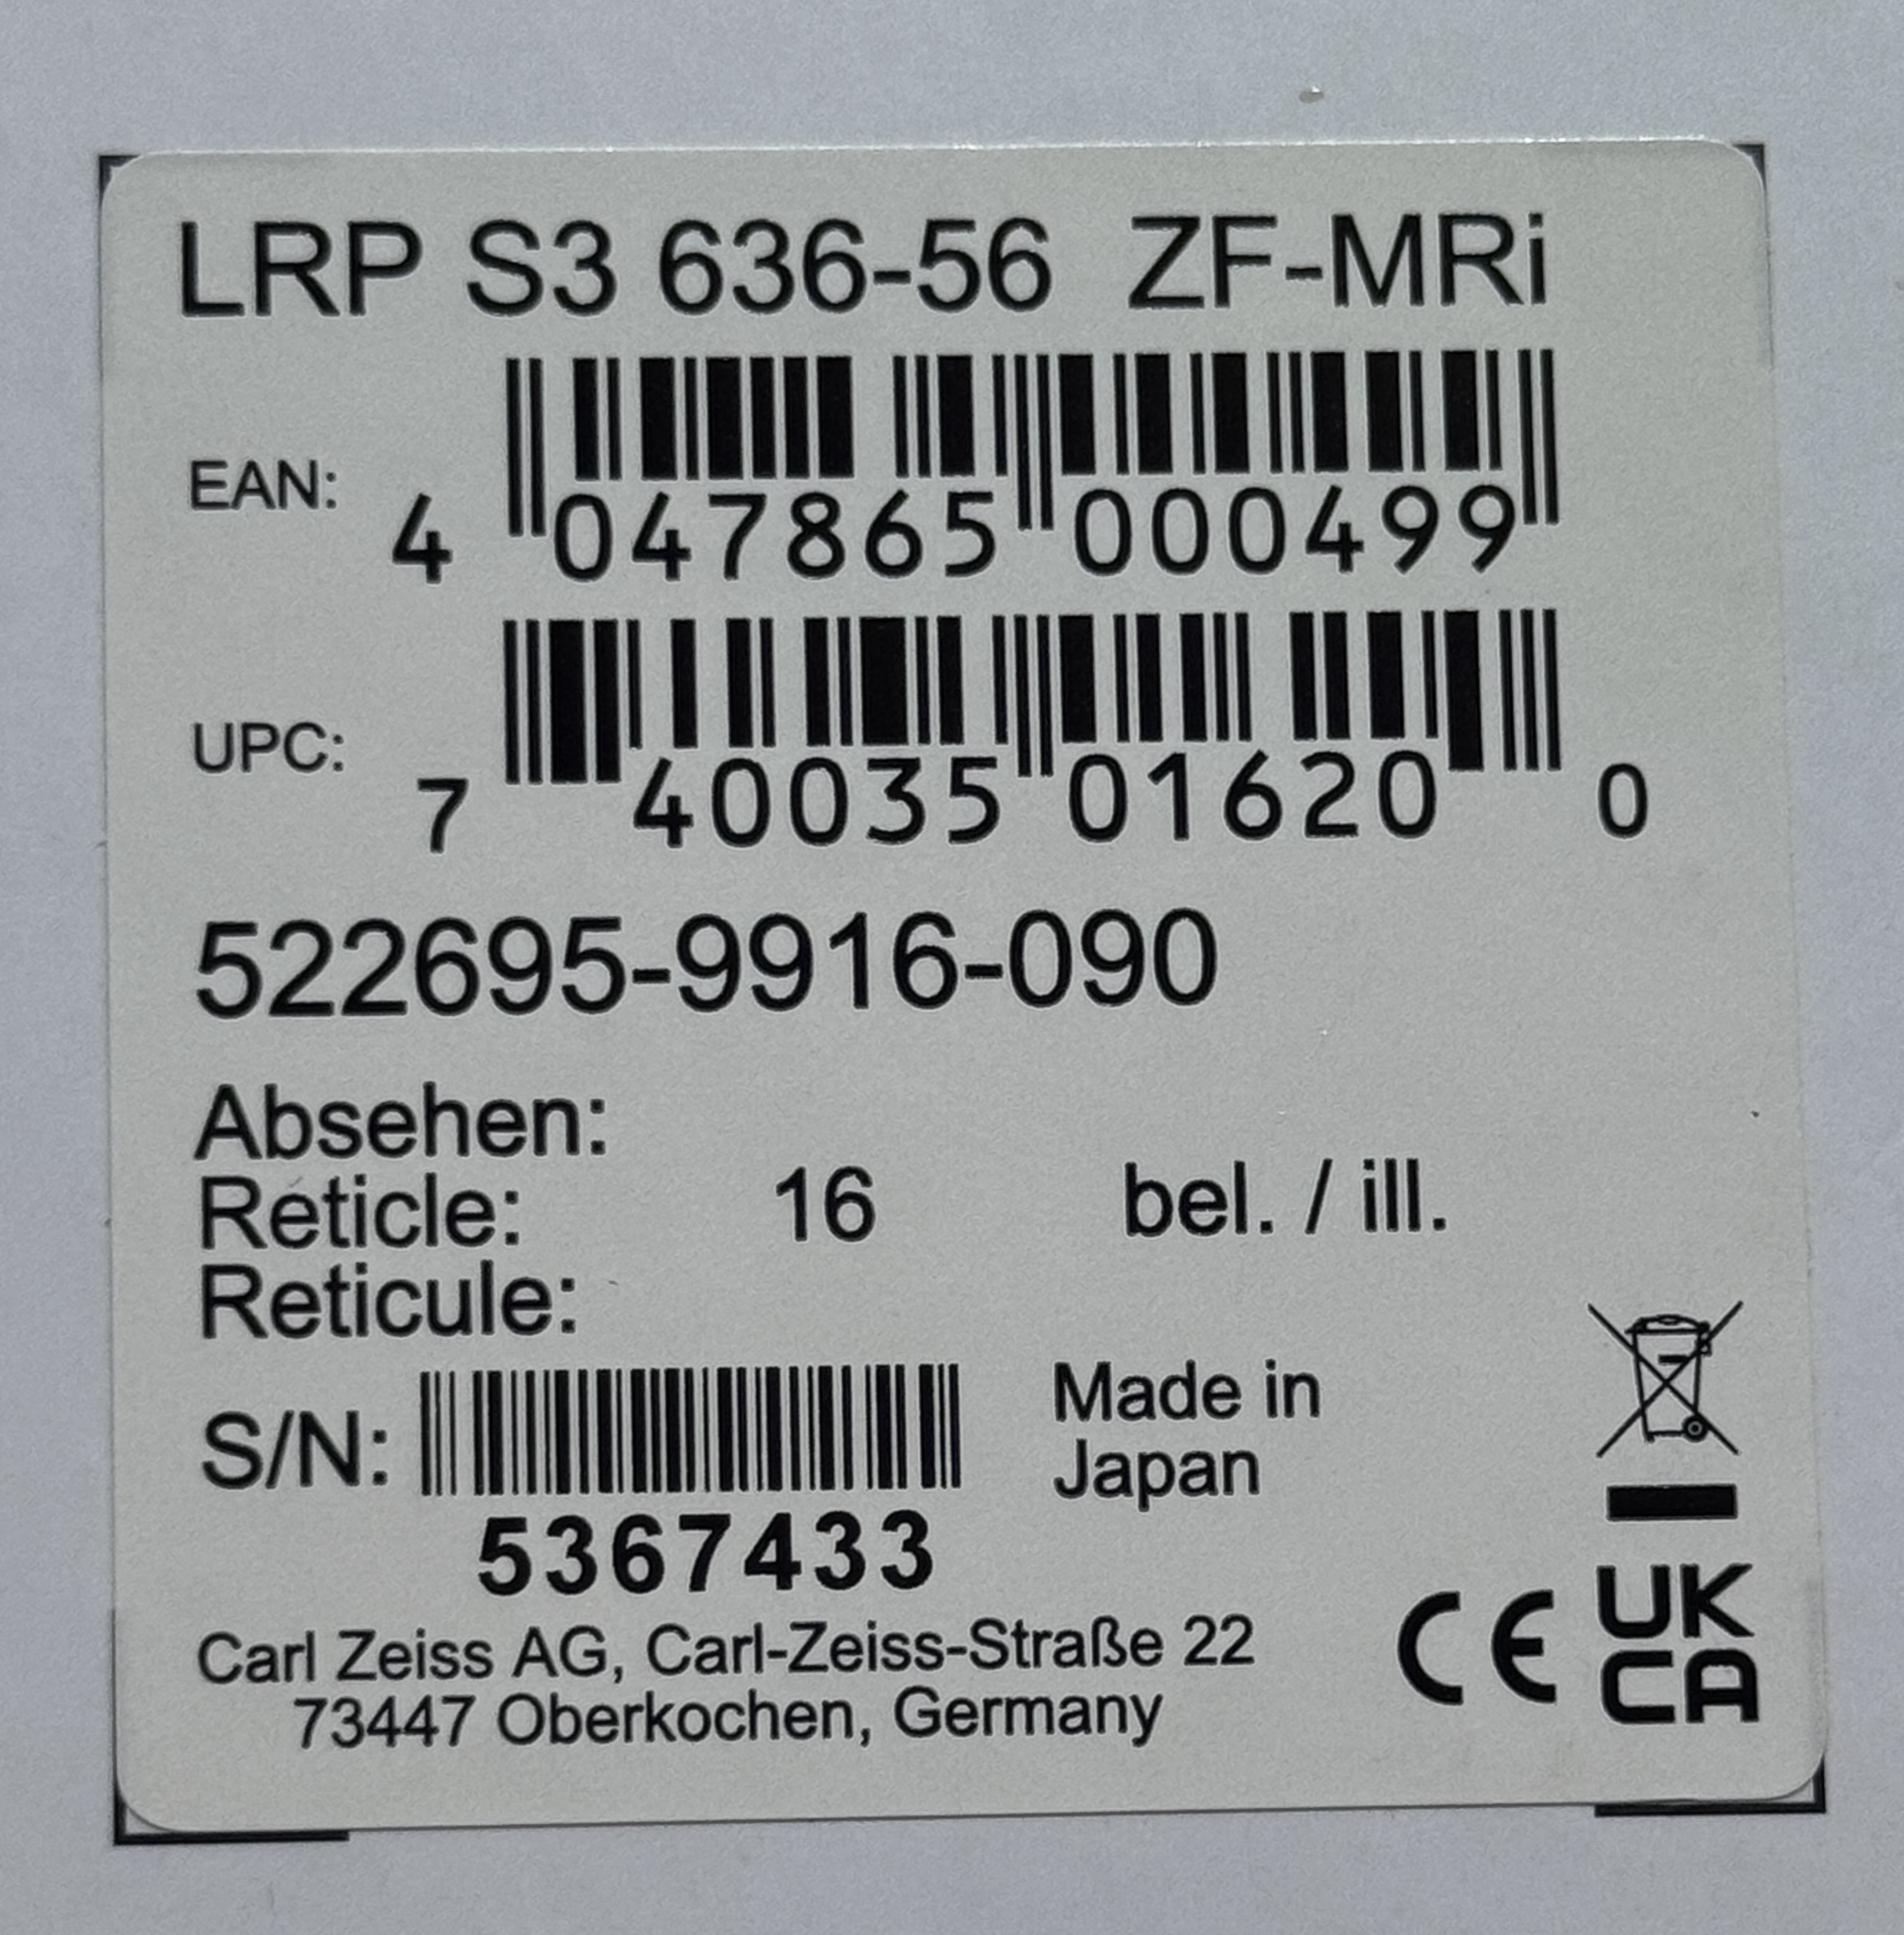 LRP S3 636-56 ZF-MRi
EAN: 4 047865 000499
UPC: 7 40035 01620 0
522695-9916-090
Absehen:
Reticle: 16 bel. / ill.
Reticule:
S/N: 5367433
Made in
Japan
Carl Zeiss AG, Carl-Zeiss-Straße 22
73447 Oberkochen, Germany
CE
UK
CA